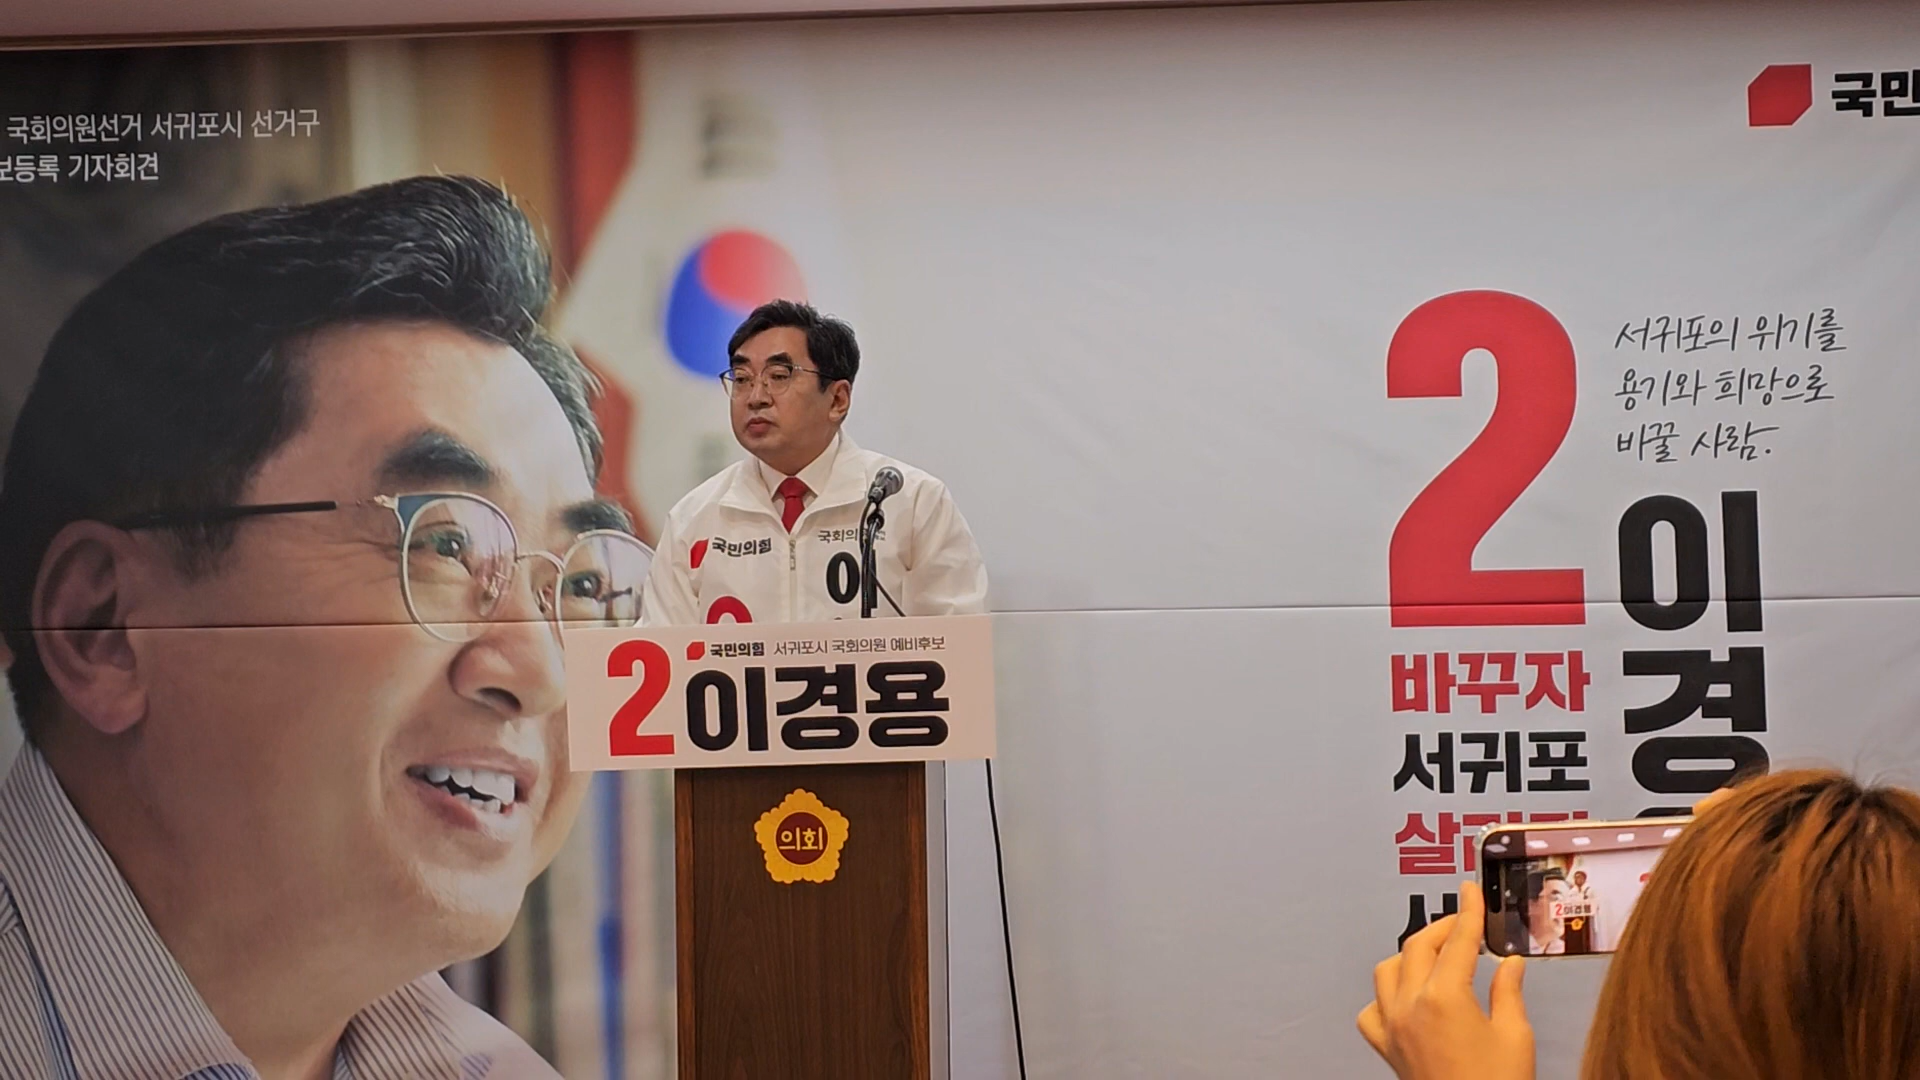 국회의원선거 서귀포시 선거구
보등록 기자회견
국민
2
서귀포의 위기를
용기와 희망으로
바꿀 사람.
이경
바꾸자
서귀포
국민의힘
국회의
이
국민의힘 서귀포시 국회의원 예비후보
2이경용
의회
2이경용